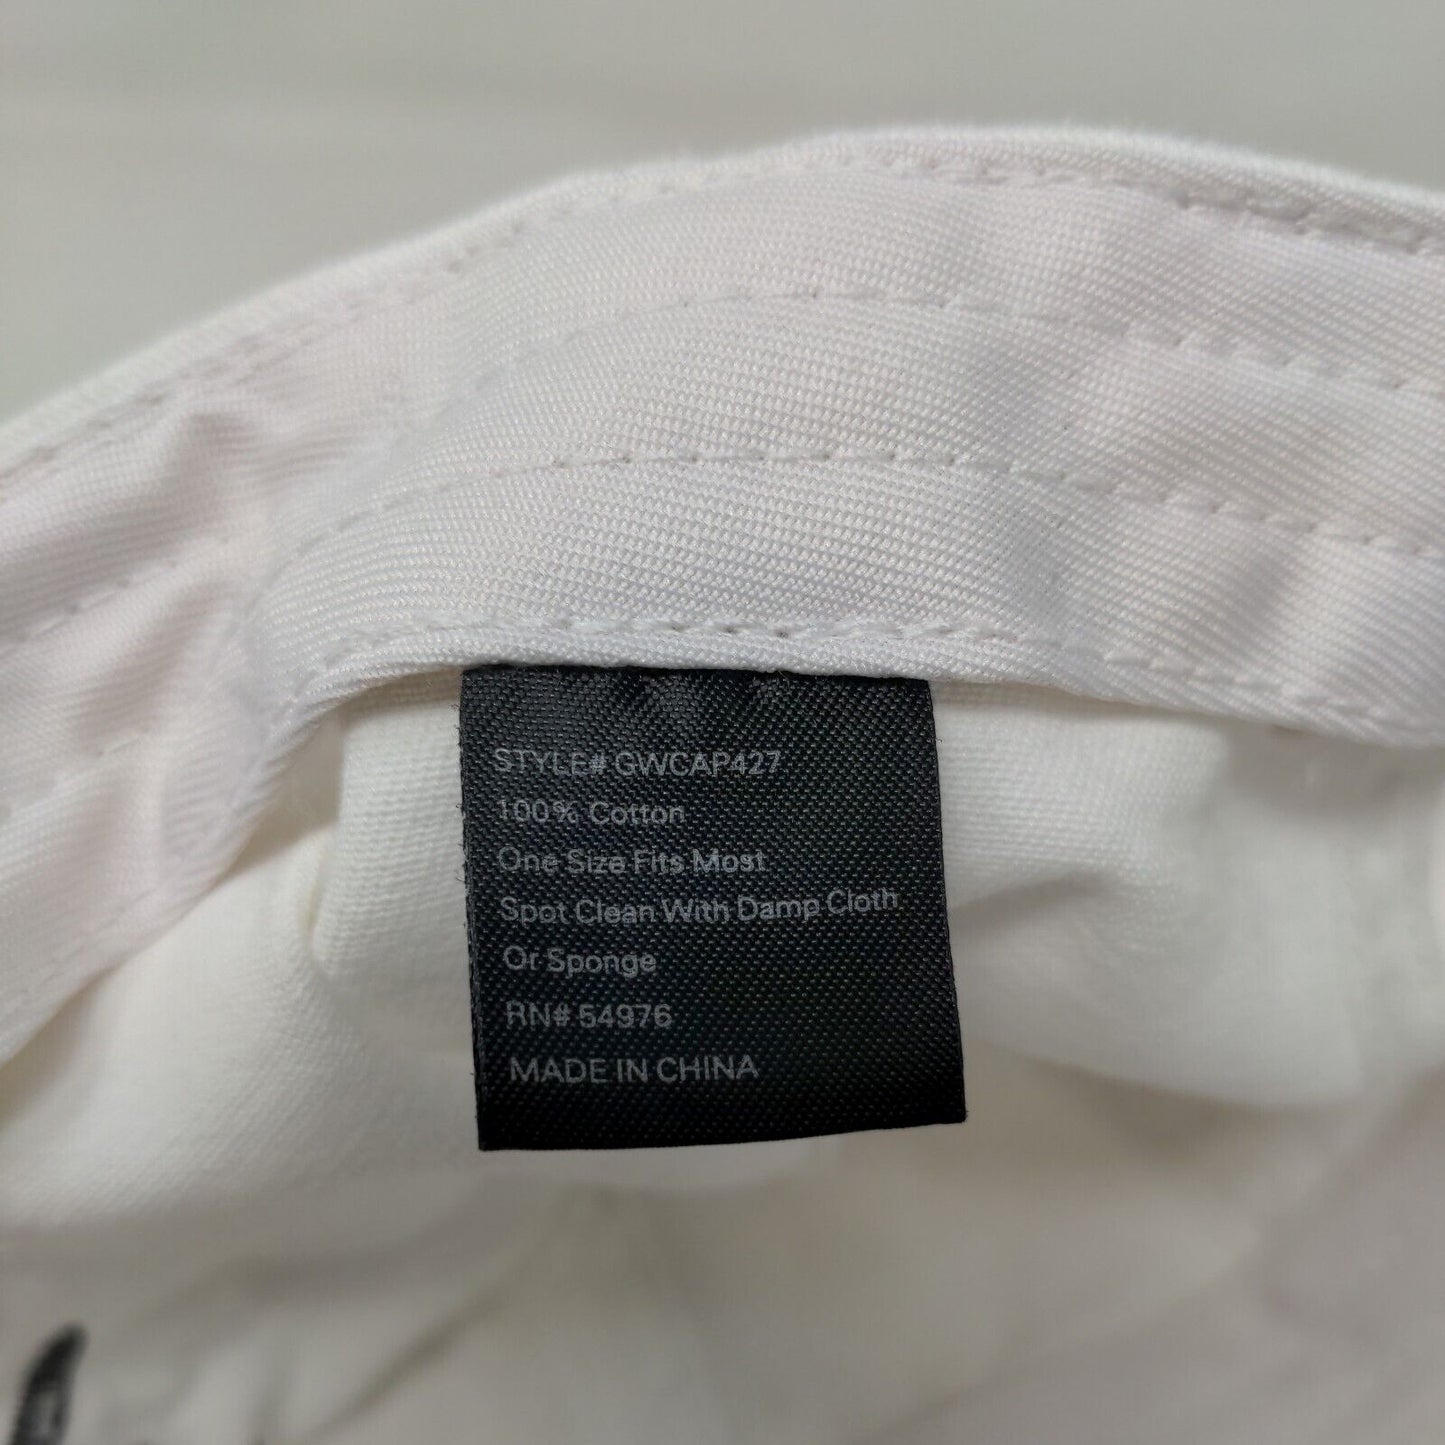 STYLE# GWCAP427
100% Cotton
One Size Fits Most
Spot Clean With Damp Cloth
Or Sponge
RN# 54976
MADE IN CHINA